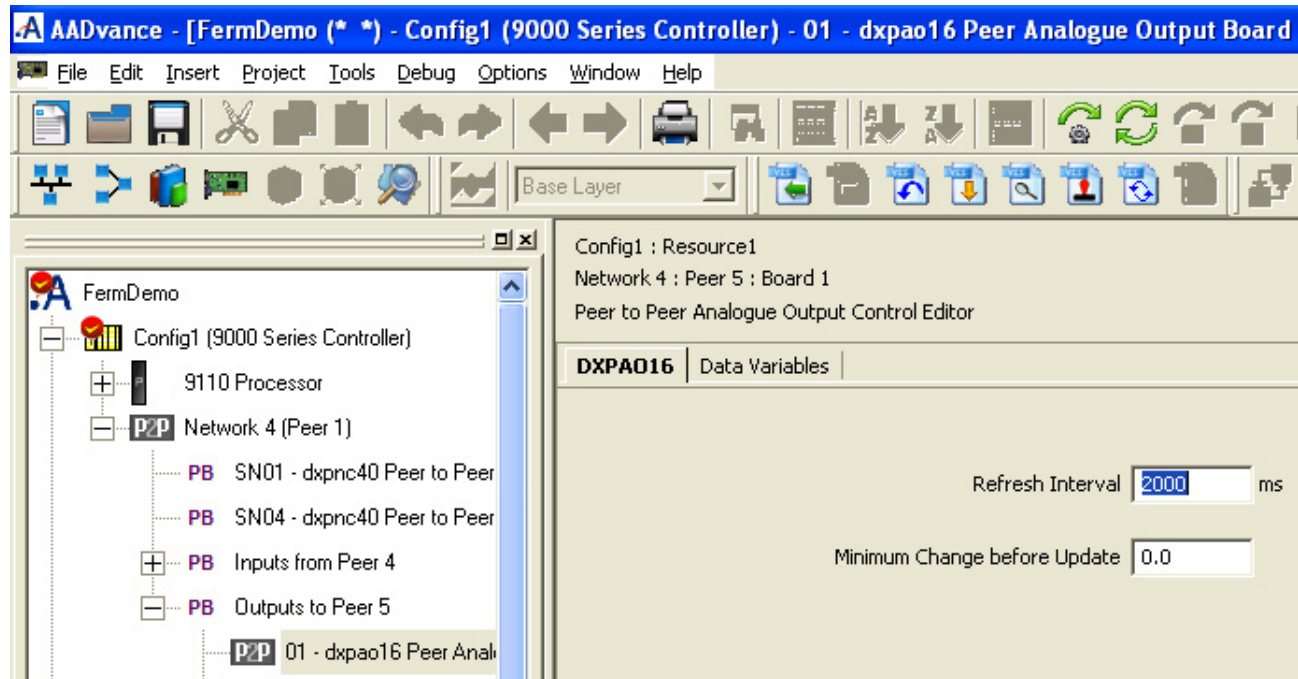 AADvance - [FermDemo (* *) - Config1 (9000 Series Controller) - 01 - dxpao16 Peer Analogue Output Board
File Edit Insert Project Tools Debug Options Window Help
Base Layer
FermDemo
Config1 (9000 Series Controller)
9110 Processor
P2P Network 4 (Peer 1)
PB SN01 - dxpnc40 Peer to Peer
PB SN04 - dxpnc40 Peer to Peer
PB Inputs from Peer 4
PB Outputs to Peer 5
P2P 01 - dxpao16 Peer Anal
Config1 : Resource1
Network 4 : Peer 5 : Board 1
Peer to Peer Analogue Output Control Editor
DXPAO16 Data Variables
Refresh Interval 2000 ms
Minimum Change before Update 0.0